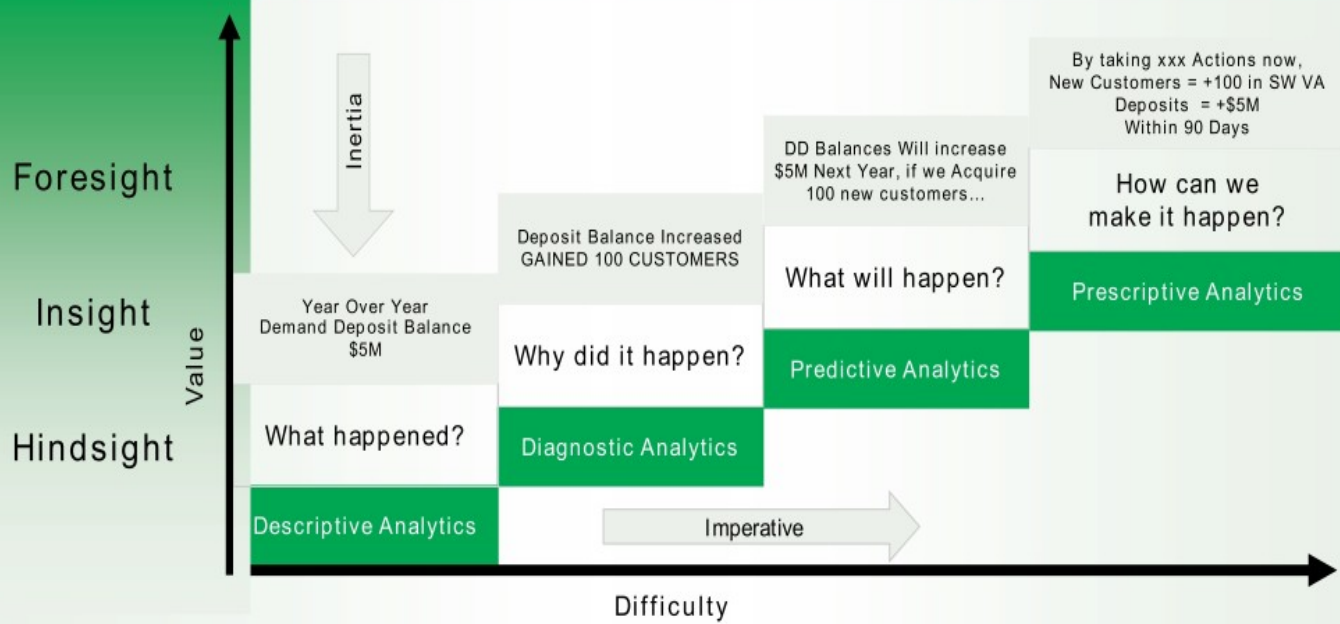 Foresight
Insight
Hindsight
Value
Inertia
Year Over Year
Demand Deposit Balance
$5M
What happened?
Descriptive Analytics
Deposit Balance Increased
GAINED 100 CUSTOMERS
Why did it happen?
Diagnostic Analytics
DD Balances Will increase
$5M Next Year, if we Acquire
100 new customers...
What will happen?
Predictive Analytics
By taking xxx Actions now,
New Customers = +100 in SW VA
Deposits = +$5M
Within 90 Days
How can we
make it happen?
Prescriptive Analytics
Imperative
Difficulty